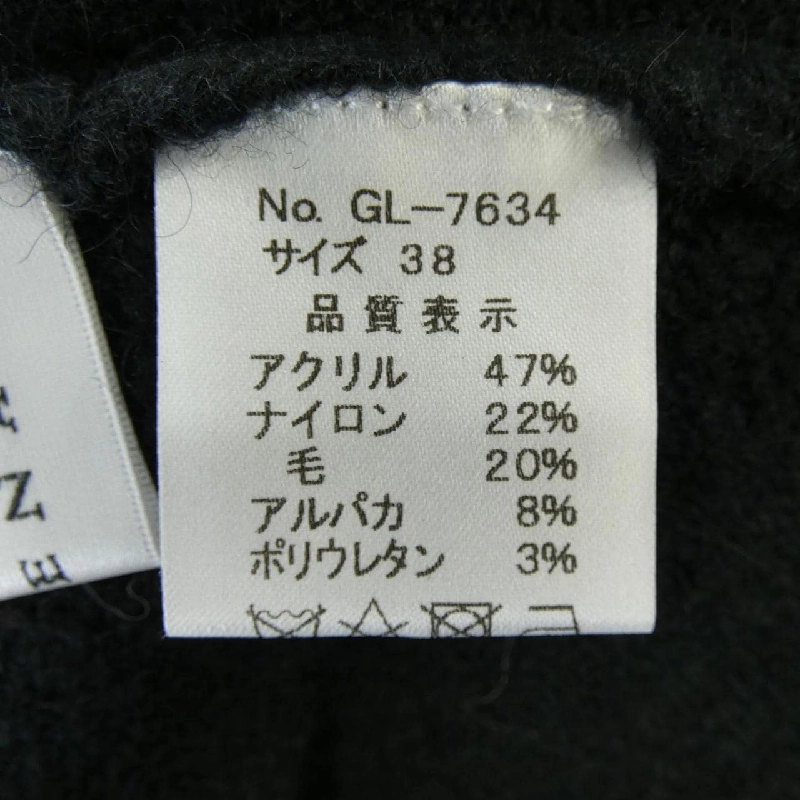 No. GL-7634
サイズ 38
品質表示
アクリル 47%
ナイロン 22%
毛 20%
アルパカ 8%
ポリウレタン 3%
Z
E